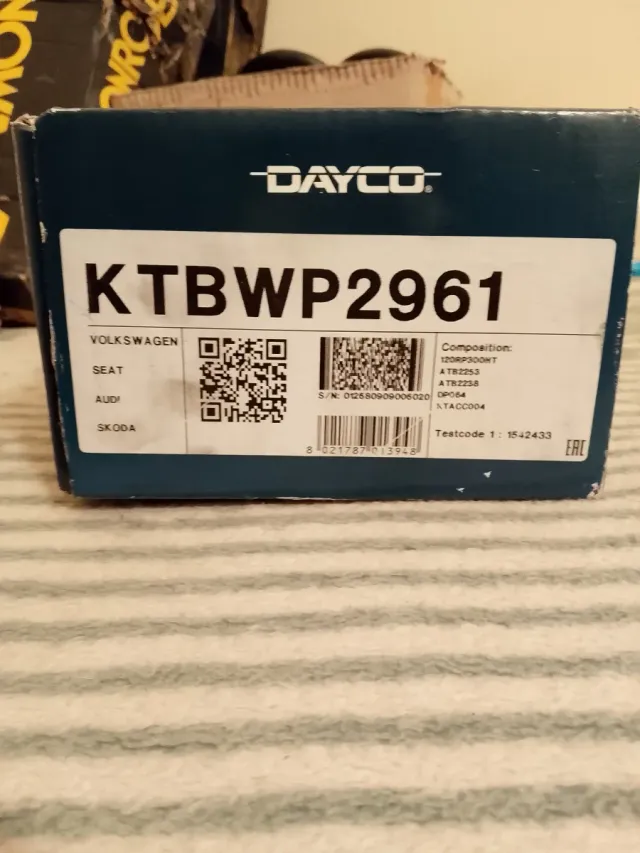 DAYCO®
KTBWP2961
VOLKSWAGEN
SEAT
AUDI
SKODA
S/N: 012680909006020
8 021787 013948
Composition:
120RP300HT
ATB2253
ATB2238
DP064
KTACC004
Testcode 1 : 1542433
EAC